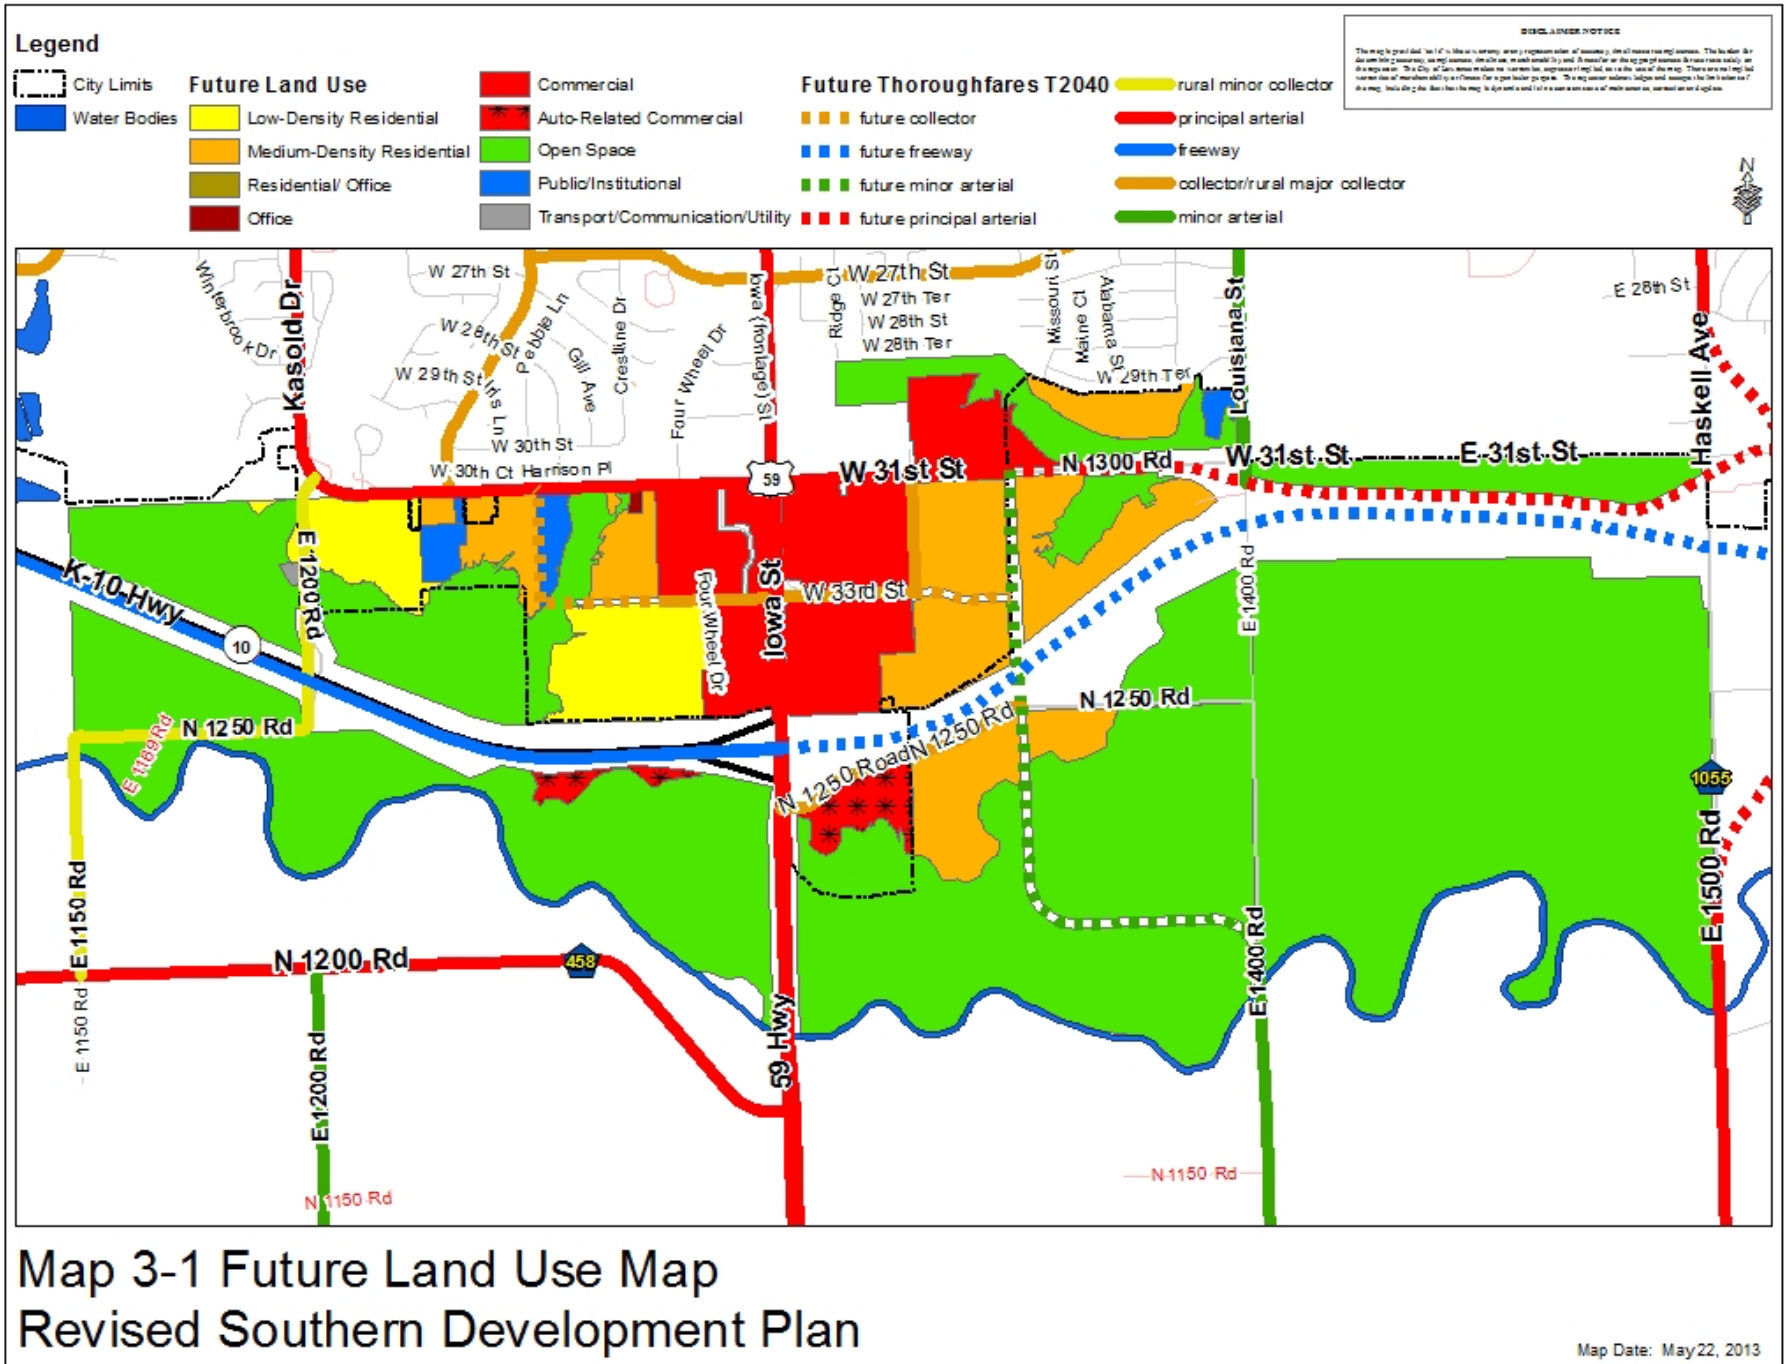 Legend
City Limits
Water Bodies
Future Land Use
Low-Density Residential
Medium-Density Residential
Residential/ Office
Office
Commercial
Auto-Related Commercial
Open Space
Public/Institutional
Transport/Communication/Utility
Future Thoroughfares T2040
future collector
future freeway
future minor arterial
future principal arterial
rural minor collector
principal arterial
freeway
collector/rural major collector
minor arterial
DISCLAIMER NOTICE
N
Winterbrook Dr
Kasold Dr
W 27th St
W 28th St
Pebble Ln
W 29th St
Iris Ln
Gill Ave
Crestline Dr
Four Wheel Dr
W 30th St
W 30th Ct
Harrison Pl
Iowa (frontage) St
Ridge Ct
W 27th St
W 27th Ter
W 28th St
W 28th Ter
Missouri St
Maine Ct
Alabama St
W 29th Ter
Louisiana St
E 28th St
Haskell Ave
59
W 31st St
N 1300 Rd
W 31st St
E 31st St
K-10 Hwy
10
E 1200 Rd
Four Wheel Dr
Iowa St
W 33rd St
E 1400 Rd
N 1250 Rd
E 1169 Rd
N 1250 Road
N 1250 Rd
N 1250 Rd
1055
E 1150 Rd
E 1500 Rd
N 1200 Rd
458
E 1150 Rd
E 1200 Rd
59 Hwy
E 1400 Rd
N 1150 Rd
N 1150 Rd
Map 3-1 Future Land Use Map
Revised Southern Development Plan
Map Date: May 22, 2013